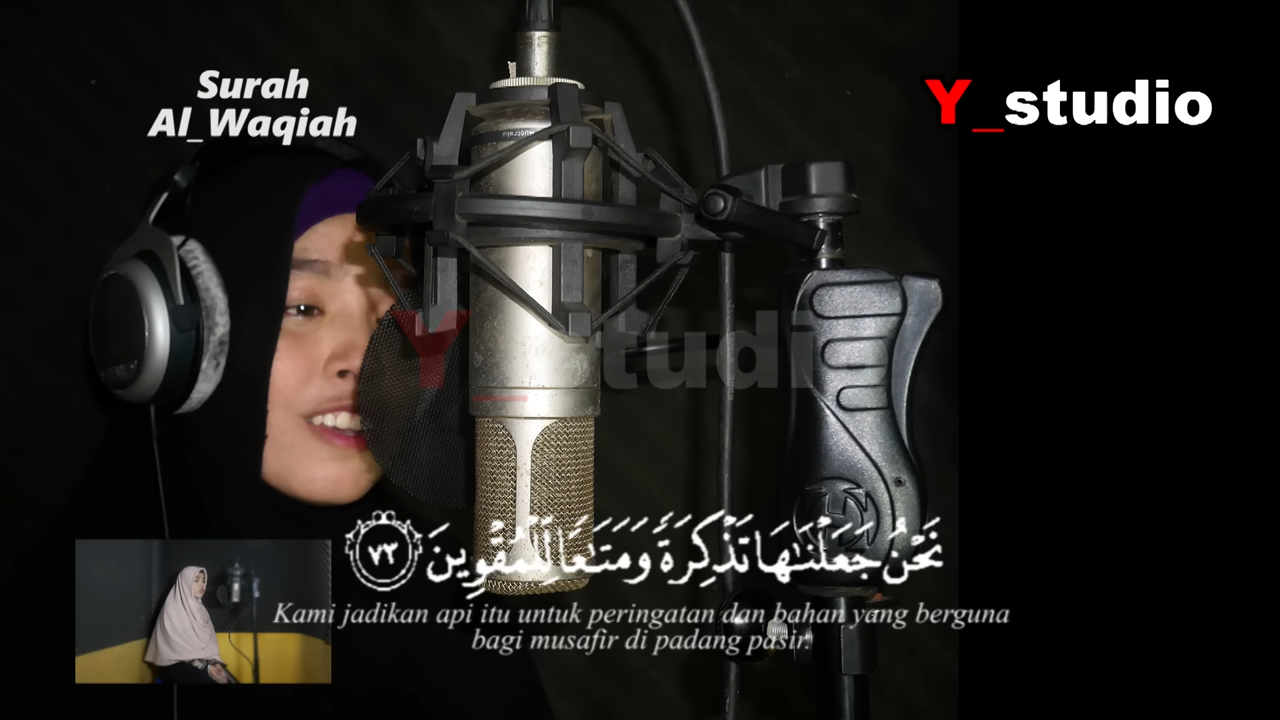 Surah
Al_Waqiah
Y_studio
Y_studi
نَحْنُ جَعَلْنَٰهَا تَذْكِرَةً وَمَتَٰعًا لِّلْمُقْوِينَ ٧٣
Kami jadikan api itu untuk peringatan dan bahan yang berguna
bagi musafir di padang pasir.